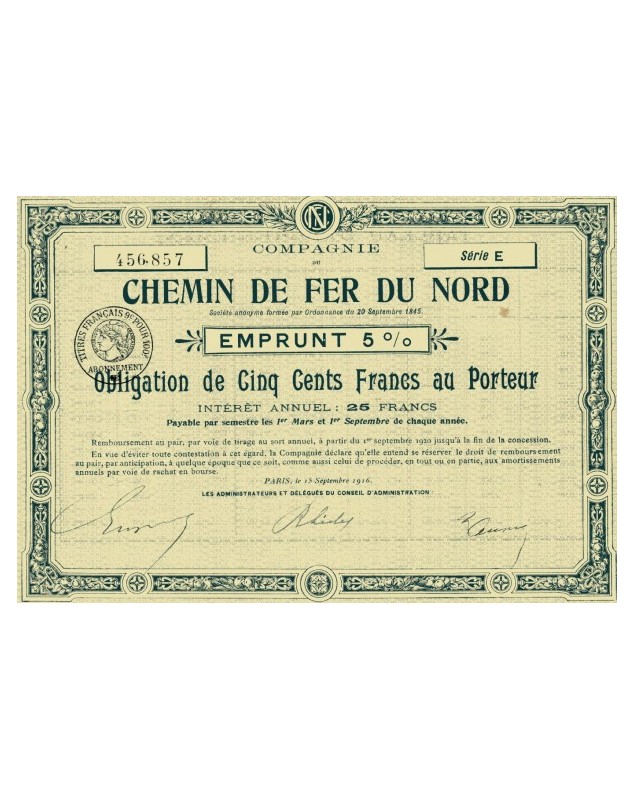 456.857
COMPAGNIE
DU
Série E
CHEMIN DE FER DU NORD
Société anonyme formée par Ordonnance du 20 Septembre 1845.
TITRES FRANÇAIS 9c POUR 100f
ABONNEMENT
EMPRUNT 5%
Obligation de Cinq Cents Francs au Porteur
INTÉRÊT ANNUEL: 25 FRANCS
Payable par semestre les 1er Mars et 1er Septembre de chaque année.
Remboursement au pair, par voie de tirage au sort annuel, à partir du 1er septembre 1920 jusqu'à la fin de la concession.
En vue d'éviter toute contestation à cet égard, la Compagnie déclare qu'elle entend se réserver le droit de remboursement
au pair, par anticipation, à quelque époque que ce soit, comme aussi celui de procéder, en tout ou en partie, aux amortissements
annuels par voie de rachat en bourse.
PARIS, le 15 Septembre 1916.
LES ADMINISTRATEURS ET DÉLÉGUÉS DU CONSEIL D'ADMINISTRATION: